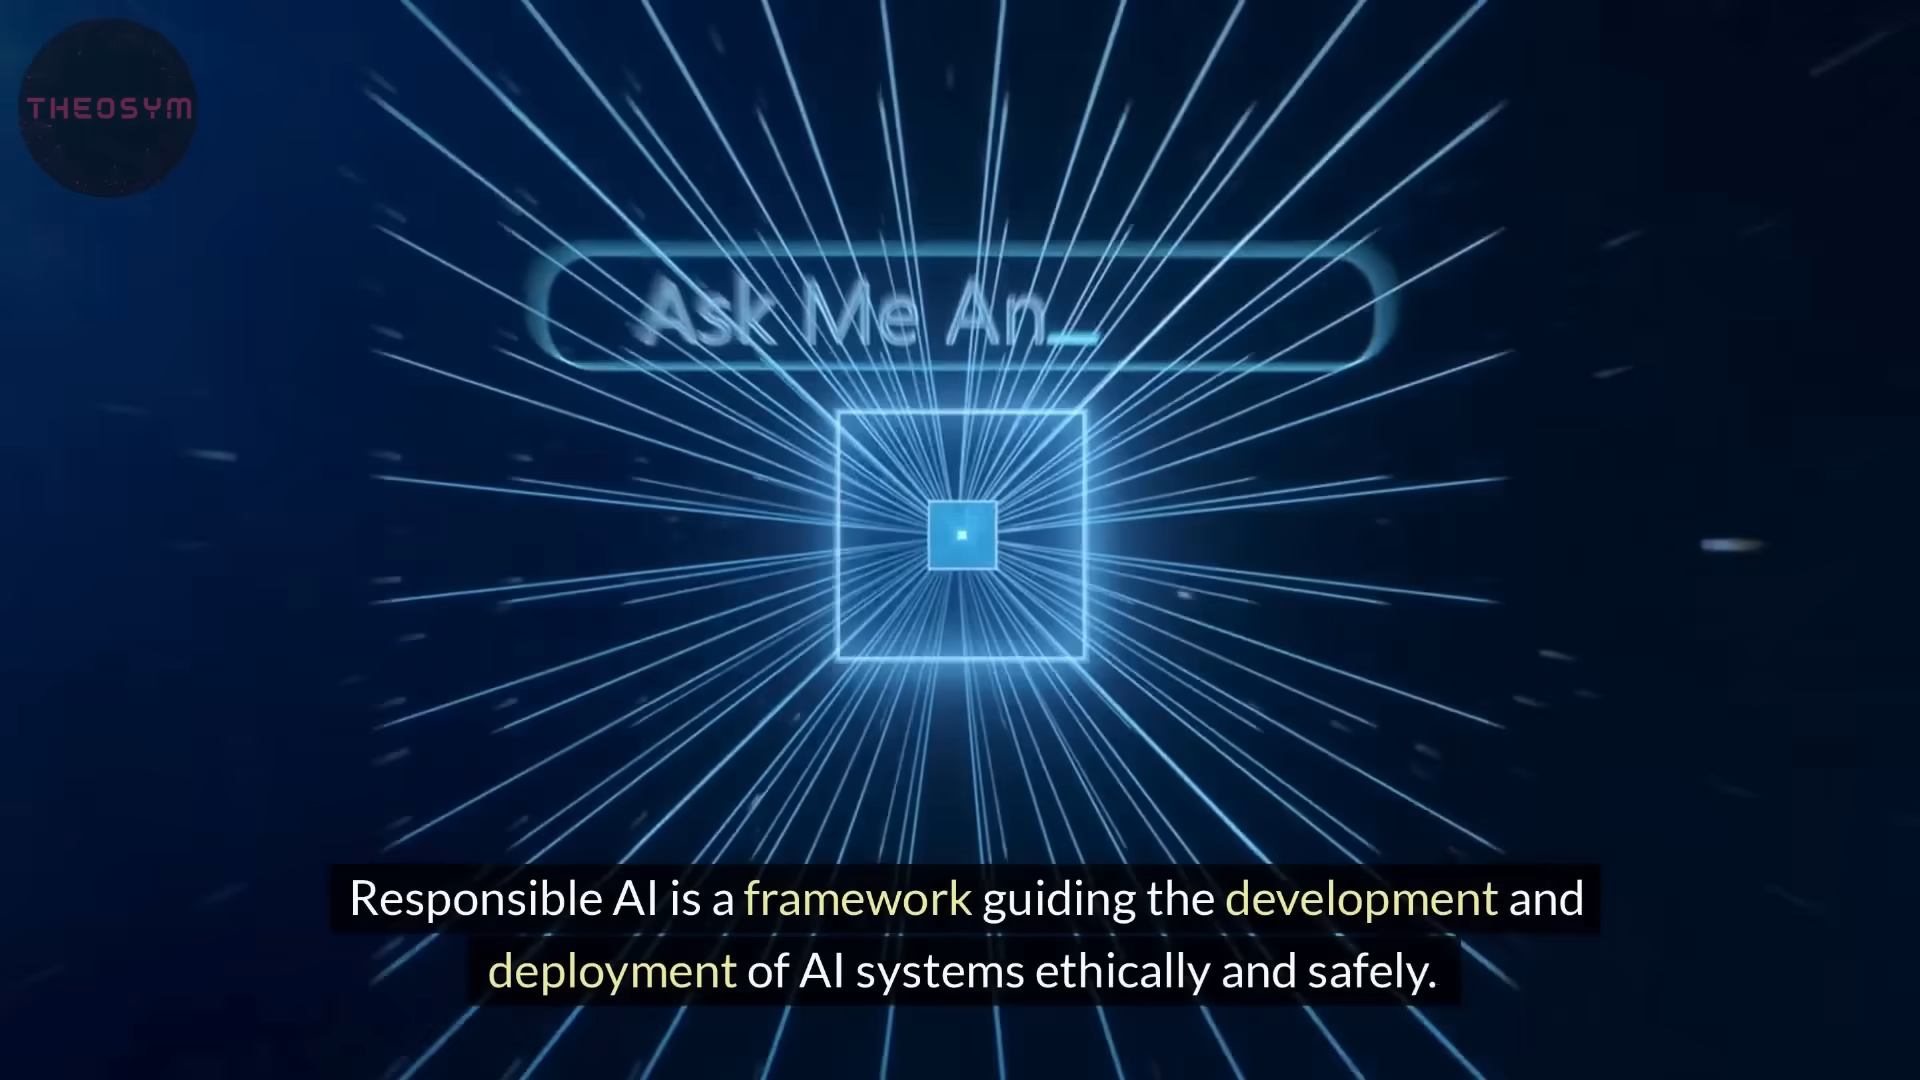 THEOSYM
Ask Me An_
Responsible AI is a framework guiding the development and
deployment of AI systems ethically and safely.